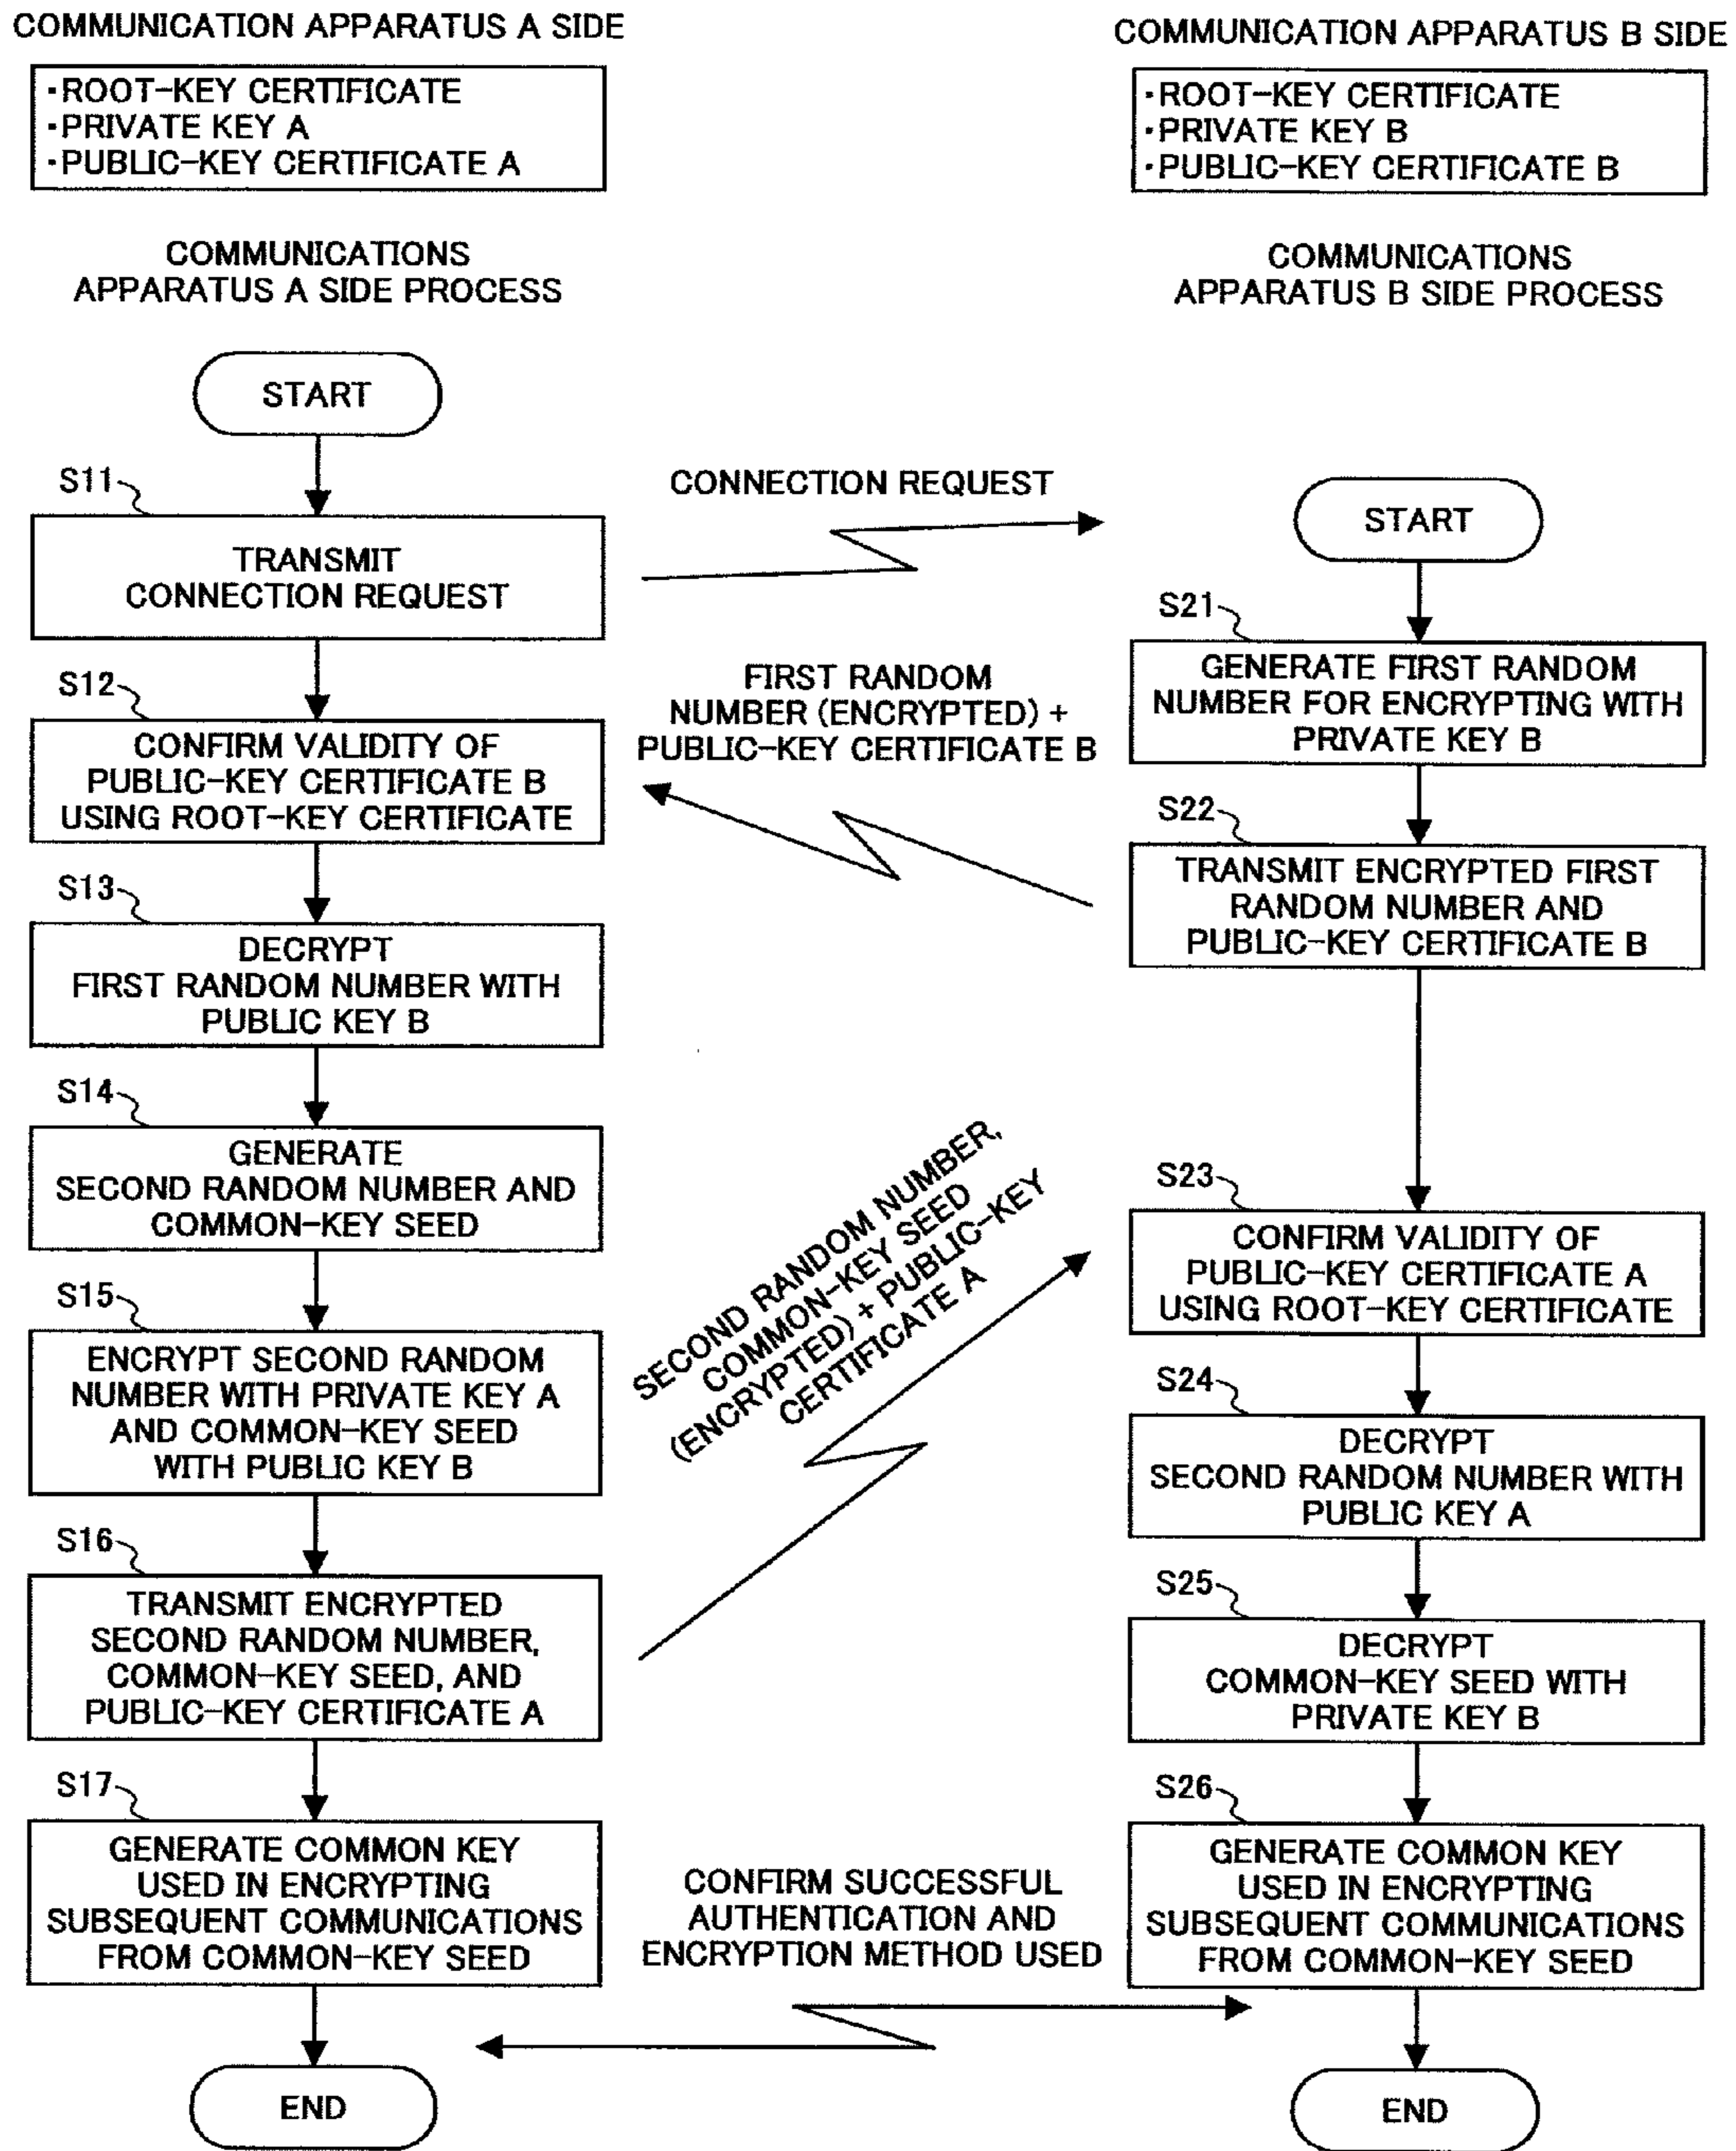 COMMUNICATION APPARATUS A SIDE
·ROOT-KEY CERTIFICATE
·PRIVATE KEY A
·PUBLIC-KEY CERTIFICATE A
COMMUNICATIONS
APPARATUS A SIDE PROCESS
START
S11
TRANSMIT
CONNECTION REQUEST
S12
CONFIRM VALIDITY OF
PUBLIC-KEY CERTIFICATE B
USING ROOT-KEY CERTIFICATE
S13
DECRYPT
FIRST RANDOM NUMBER WITH
PUBLIC KEY B
S14
GENERATE
SECOND RANDOM NUMBER AND
COMMON-KEY SEED
S15
ENCRYPT SECOND RANDOM
NUMBER WITH PRIVATE KEY A
AND COMMON-KEY SEED
WITH PUBLIC KEY B
S16
TRANSMIT ENCRYPTED
SECOND RANDOM NUMBER,
COMMON-KEY SEED, AND
PUBLIC-KEY CERTIFICATE A
S17
GENERATE COMMON KEY
USED IN ENCRYPTING
SUBSEQUENT COMMUNICATIONS
FROM COMMON-KEY SEED
END
CONNECTION REQUEST
FIRST RANDOM
NUMBER (ENCRYPTED) +
PUBLIC-KEY CERTIFICATE B
SECOND RANDOM NUMBER,
COMMON-KEY SEED
(ENCRYPTED) + PUBLIC-KEY
CERTIFICATE A
CONFIRM SUCCESSFUL
AUTHENTICATION AND
ENCRYPTION METHOD USED
COMMUNICATION APPARATUS B SIDE
·ROOT-KEY CERTIFICATE
·PRIVATE KEY B
·PUBLIC-KEY CERTIFICATE B
COMMUNICATIONS
APPARATUS B SIDE PROCESS
START
S21
GENERATE FIRST RANDOM
NUMBER FOR ENCRYPTING WITH
PRIVATE KEY B
S22
TRANSMIT ENCRYPTED FIRST
RANDOM NUMBER AND
PUBLIC-KEY CERTIFICATE B
S23
CONFIRM VALIDITY OF
PUBLIC-KEY CERTIFICATE A
USING ROOT-KEY CERTIFICATE
S24
DECRYPT
SECOND RANDOM NUMBER WITH
PUBLIC KEY A
S25
DECRYPT
COMMON-KEY SEED WITH
PRIVATE KEY B
S26
GENERATE COMMON KEY
USED IN ENCRYPTING
SUBSEQUENT COMMUNICATIONS
FROM COMMON-KEY SEED
END